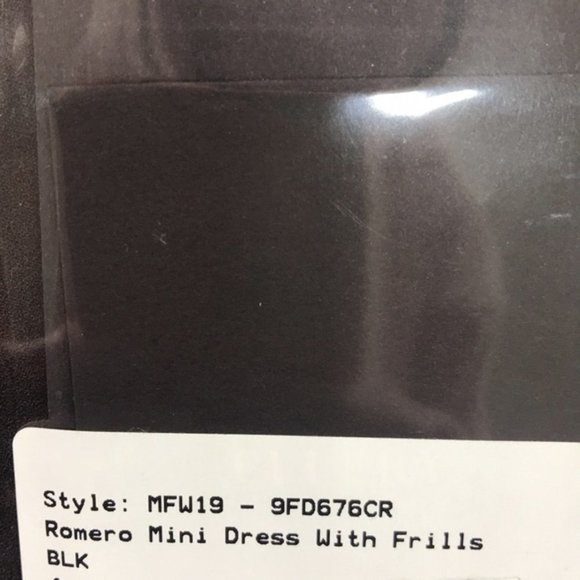 Style: MFW19 - 9FD676CR
Romero Mini Dress With Frills
BLK